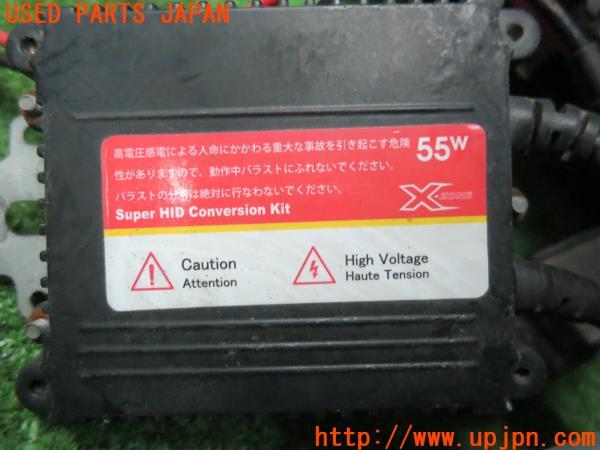 USED PARTS JAPAN
高電圧感電による人命にかかわる重大な事故を引き起こす危険
性がありますので、動作中バラストにふれないでください。
バラストの分解は絶対に行なわないでください。
55W
X-ZONE
Super HID Conversion Kit
Caution
Attention
High Voltage
Haute Tension
http://www.upjpn.com